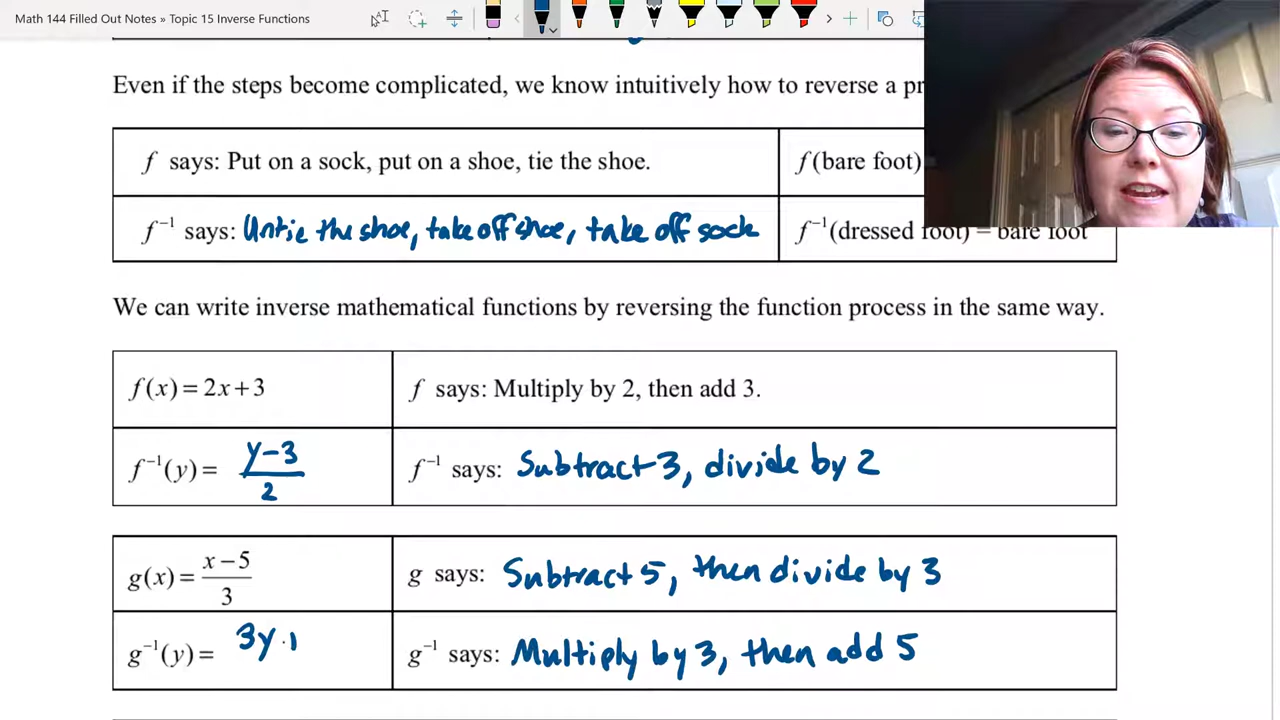 Math 144 Filled Out Notes » Topic 15 Inverse Functions
Even if the steps become complicated, we know intuitively how to reverse a
f says: Put on a sock, put on a shoe, tie the shoe.
f(bare foot)
f⁻¹ says: Untie the shoe, take off shoe, take off sock
f⁻¹(dressed foot) = bare foot
We can write inverse mathematical functions by reversing the function process in the same way.
f(x) = 2x + 3
f says: Multiply by 2, then add 3.
f⁻¹(y) = (y - 3)/2
f⁻¹ says: Subtract 3, divide by 2
g(x) = (x - 5)/3
g says: Subtract 5, then divide by 3
g⁻¹(y) = 3y
g⁻¹ says: Multiply by 3, then add 5